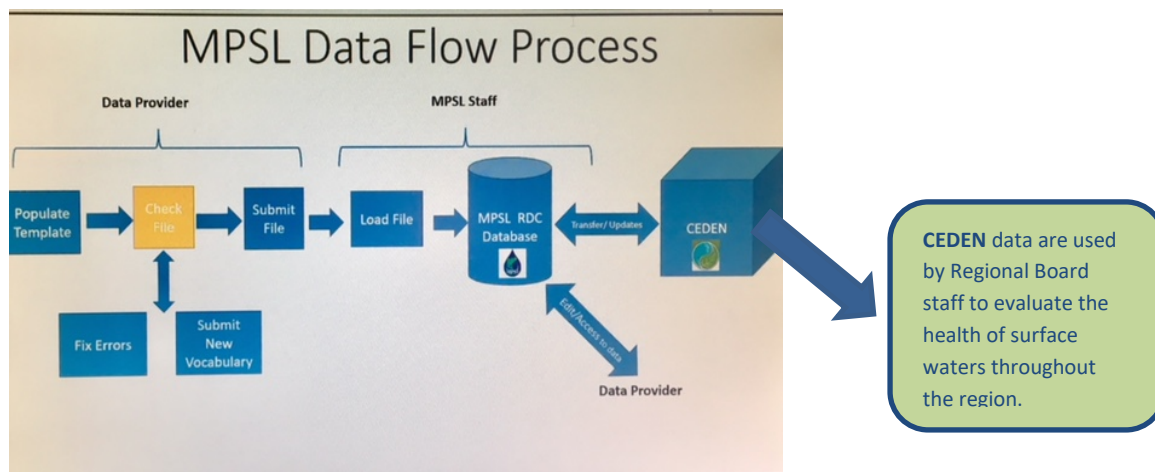 MPSL Data Flow Process
Data Provider
MPSL Staff
Populate
Template
Check
File
Submit
File
Load File
MPSL RDC
Database
Transfer/ Updates
CEDEN
Fix Errors
Submit
New
Vocabulary
Edit/Access to data
Data Provider
CEDEN data are used
by Regional Board
staff to evaluate the
health of surface
waters throughout
the region.